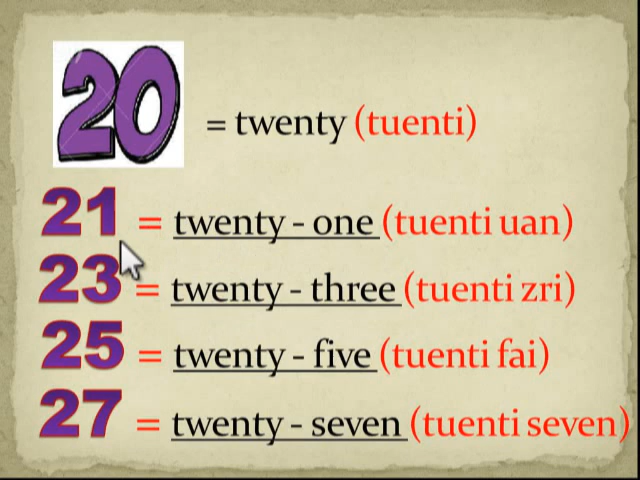 20 = twenty (tuenti)
21 = twenty - one (tuenti uan)
23 = twenty - three (tuenti zri)
25 = twenty - five (tuenti fai)
27 = twenty - seven (tuenti seven)